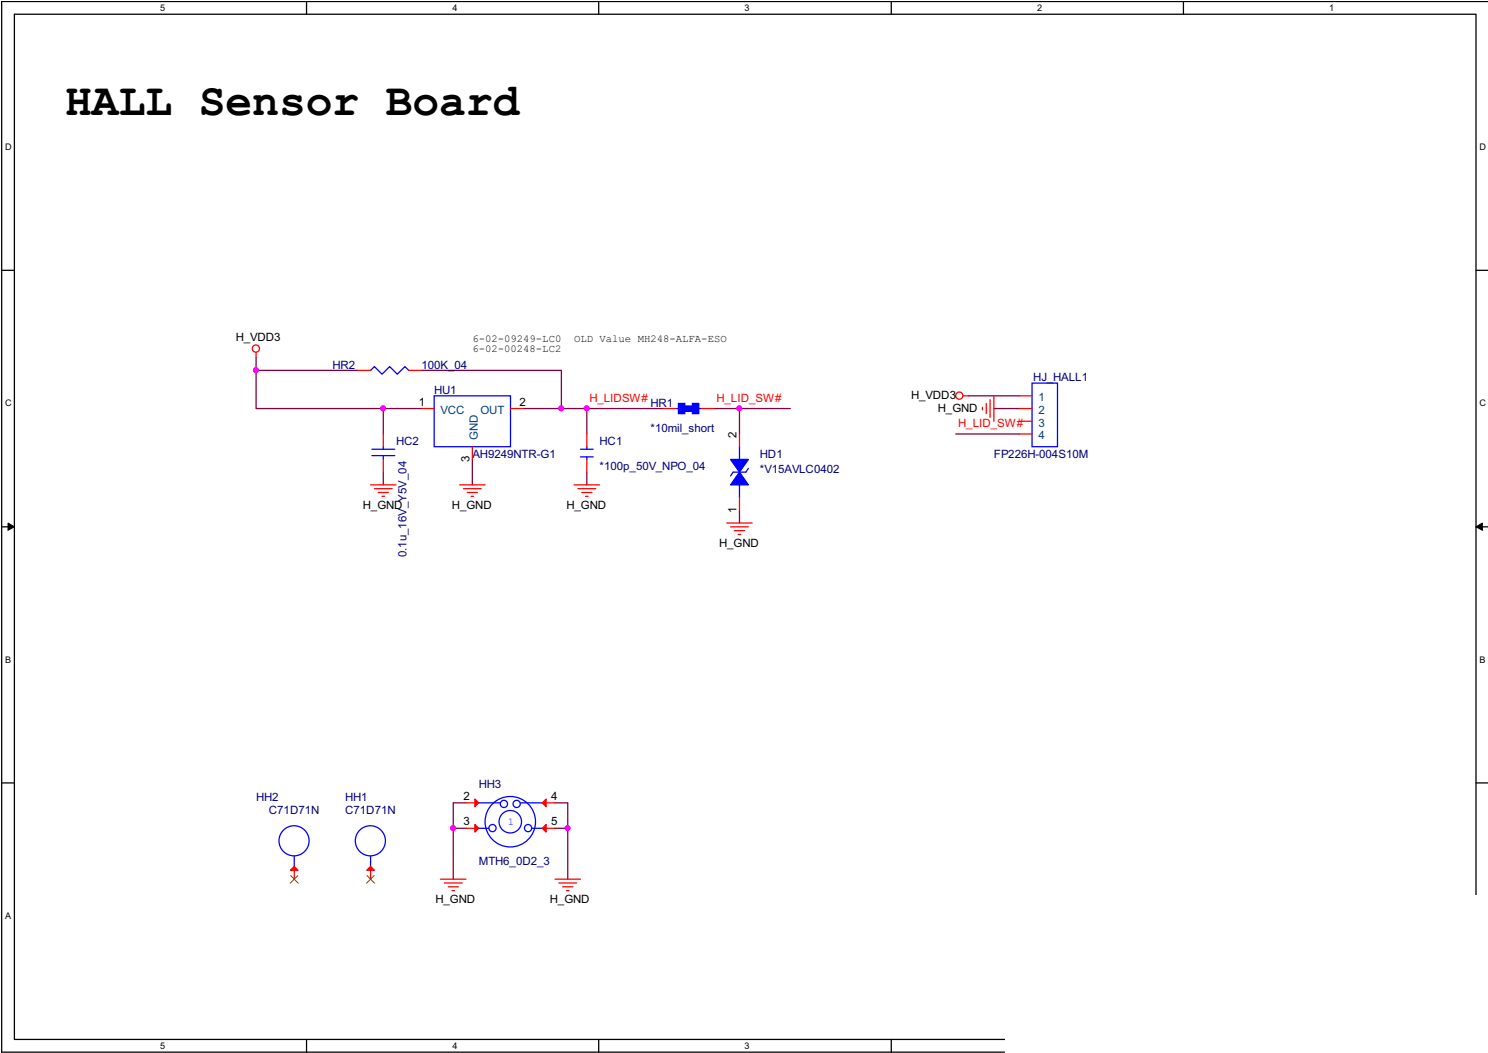 5 4 3 2 1
HALL Sensor Board
D D
H_VDD3
6-02-09249-LC0 OLD Value MH248-ALFA-ESO
6-02-00248-LC2
HR2 100K_04
HJ_HALL1
HU1
H_LIDSW# HR1 H_LID_SW#
H_VDD3 1
C C
1 VCC OUT 2
H_GND 2
*10mil_short
H_LID_SW# 3
GND
4
2
HC2 HC1
3 AH9249NTR-G1
HD1
FP226H-004S10M
*100p_50V_NPO_04
*V15AVLC0402
0.1u_16V_Y5V_04
H_GND H_GND H_GND
1
H_GND
B B
HH2 HH1 HH3
C71D71N C71D71N
2 4
3 1 5
MTH6_0D2_3
H_GND H_GND
A
5 4 3